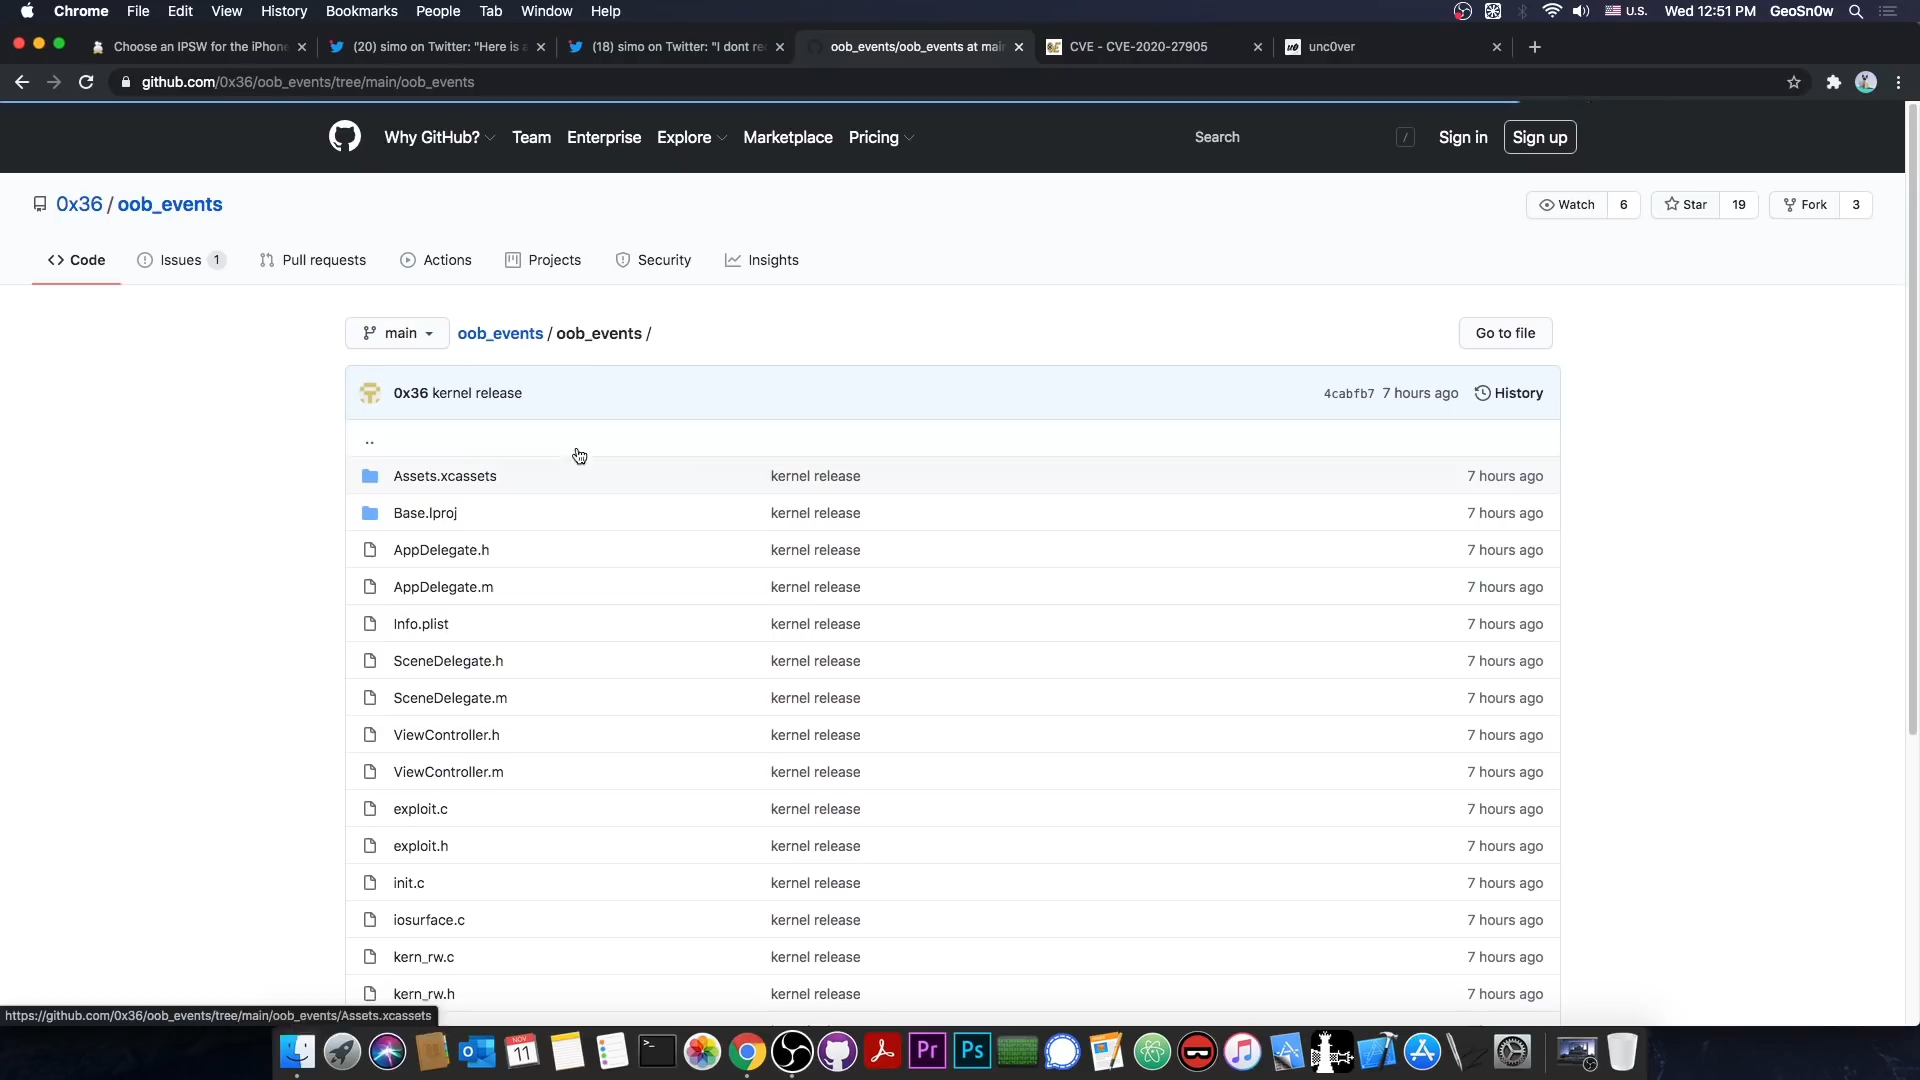 Chrome File Edit View History Bookmarks People Tab Window Help U.S. Wed 12:51 PM GeoSn0w
Choose an IPSW for the iPhone (20) simo on Twitter: "Here is a (18) simo on Twitter: "I dont re oob_events/oob_events at mai CVE - CVE-2020-27905 unc0ver
github.com/0x36/oob_events/tree/main/oob_events
Why GitHub? Team Enterprise Explore Marketplace Pricing Search / Sign in Sign up
0x36 / oob_events Watch 6 Star 19 Fork 3
Code Issues 1 Pull requests Actions Projects Security Insights
main oob_events / oob_events / Go to file
0x36 kernel release 4cabfb7 7 hours ago History
..
Assets.xcassets kernel release 7 hours ago
Base.lproj kernel release 7 hours ago
AppDelegate.h kernel release 7 hours ago
AppDelegate.m kernel release 7 hours ago
Info.plist kernel release 7 hours ago
SceneDelegate.h kernel release 7 hours ago
SceneDelegate.m kernel release 7 hours ago
ViewController.h kernel release 7 hours ago
ViewController.m kernel release 7 hours ago
exploit.c kernel release 7 hours ago
exploit.h kernel release 7 hours ago
init.c kernel release 7 hours ago
iosurface.c kernel release 7 hours ago
kern_rw.c kernel release 7 hours ago
kern_rw.h kernel release 7 hours ago
https://github.com/0x36/oob_events/tree/main/oob_events/Assets.xcassets
NOV 11 Pr Ps